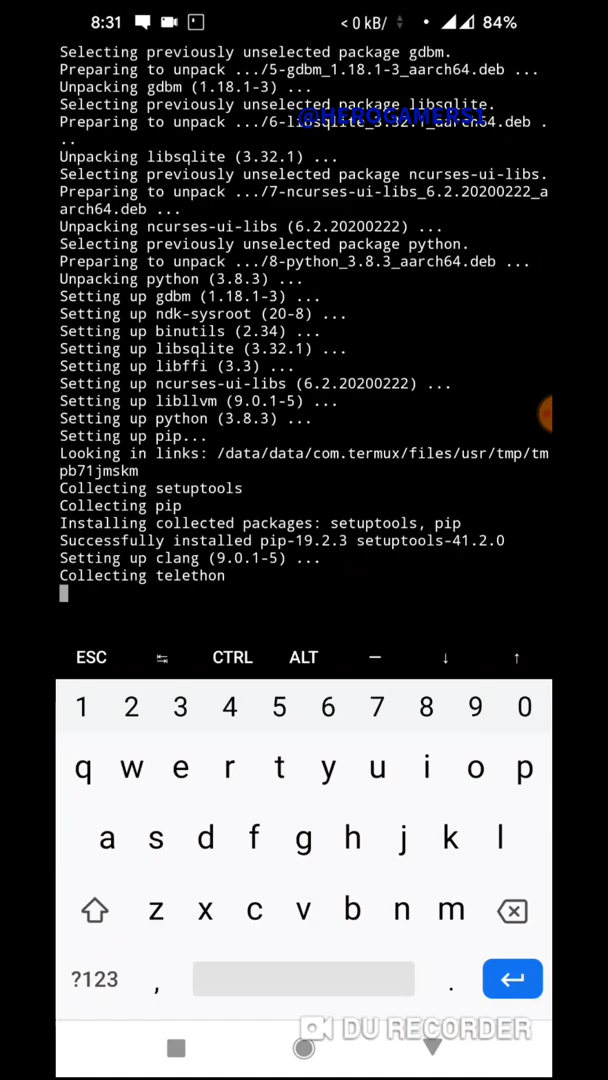 8:31 < 0 kB/ 84%
Selecting previously unselected package gdbm.
Preparing to unpack .../5-gdbm_1.18.1-3_aarch64.deb ...
Unpacking gdbm (1.18.1-3) ...
Selecting previously unselected package libsqlite.
@HEROGAMERS1
Preparing to unpack .../6-libsqlite_3.32.1_aarch64.deb .
..
Unpacking libsqlite (3.32.1) ...
Selecting previously unselected package ncurses-ui-libs.
Preparing to unpack .../7-ncurses-ui-libs_6.2.20200222_a
arch64.deb ...
Unpacking ncurses-ui-libs (6.2.20200222) ...
Selecting previously unselected package python.
Preparing to unpack .../8-python_3.8.3_aarch64.deb ...
Unpacking python (3.8.3) ...
Setting up gdbm (1.18.1-3) ...
Setting up ndk-sysroot (20-8) ...
Setting up binutils (2.34) ...
Setting up libsqlite (3.32.1) ...
Setting up libffi (3.3) ...
Setting up ncurses-ui-libs (6.2.20200222) ...
Setting up libllvm (9.0.1-5) ...
Setting up python (3.8.3) ...
Setting up pip...
Looking in links: /data/data/com.termux/files/usr/tmp/tm
pb71jmskm
Collecting setuptools
Collecting pip
Installing collected packages: setuptools, pip
Successfully installed pip-19.2.3 setuptools-41.2.0
Setting up clang (9.0.1-5) ...
Collecting telethon
ESC ↹ CTRL ALT — ↓ ↑
1 2 3 4 5 6 7 8 9 0
q w e r t y u i o p
a s d f g h j k l
z x c v b n m
?123 , .
DU RECORDER